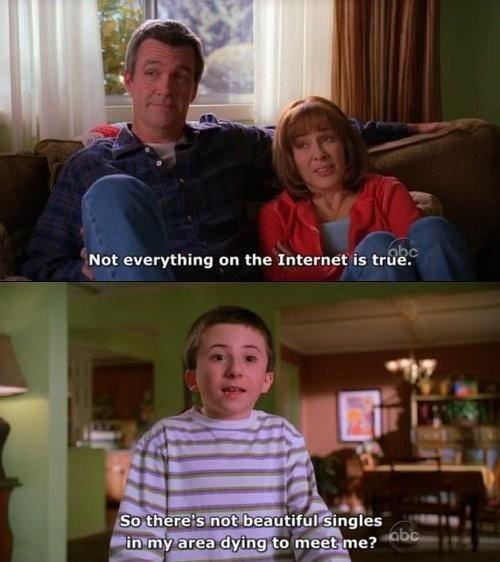 Not everything on the Internet is true.
abc
So there's not beautiful singles
in my area dying to meet me?
abc